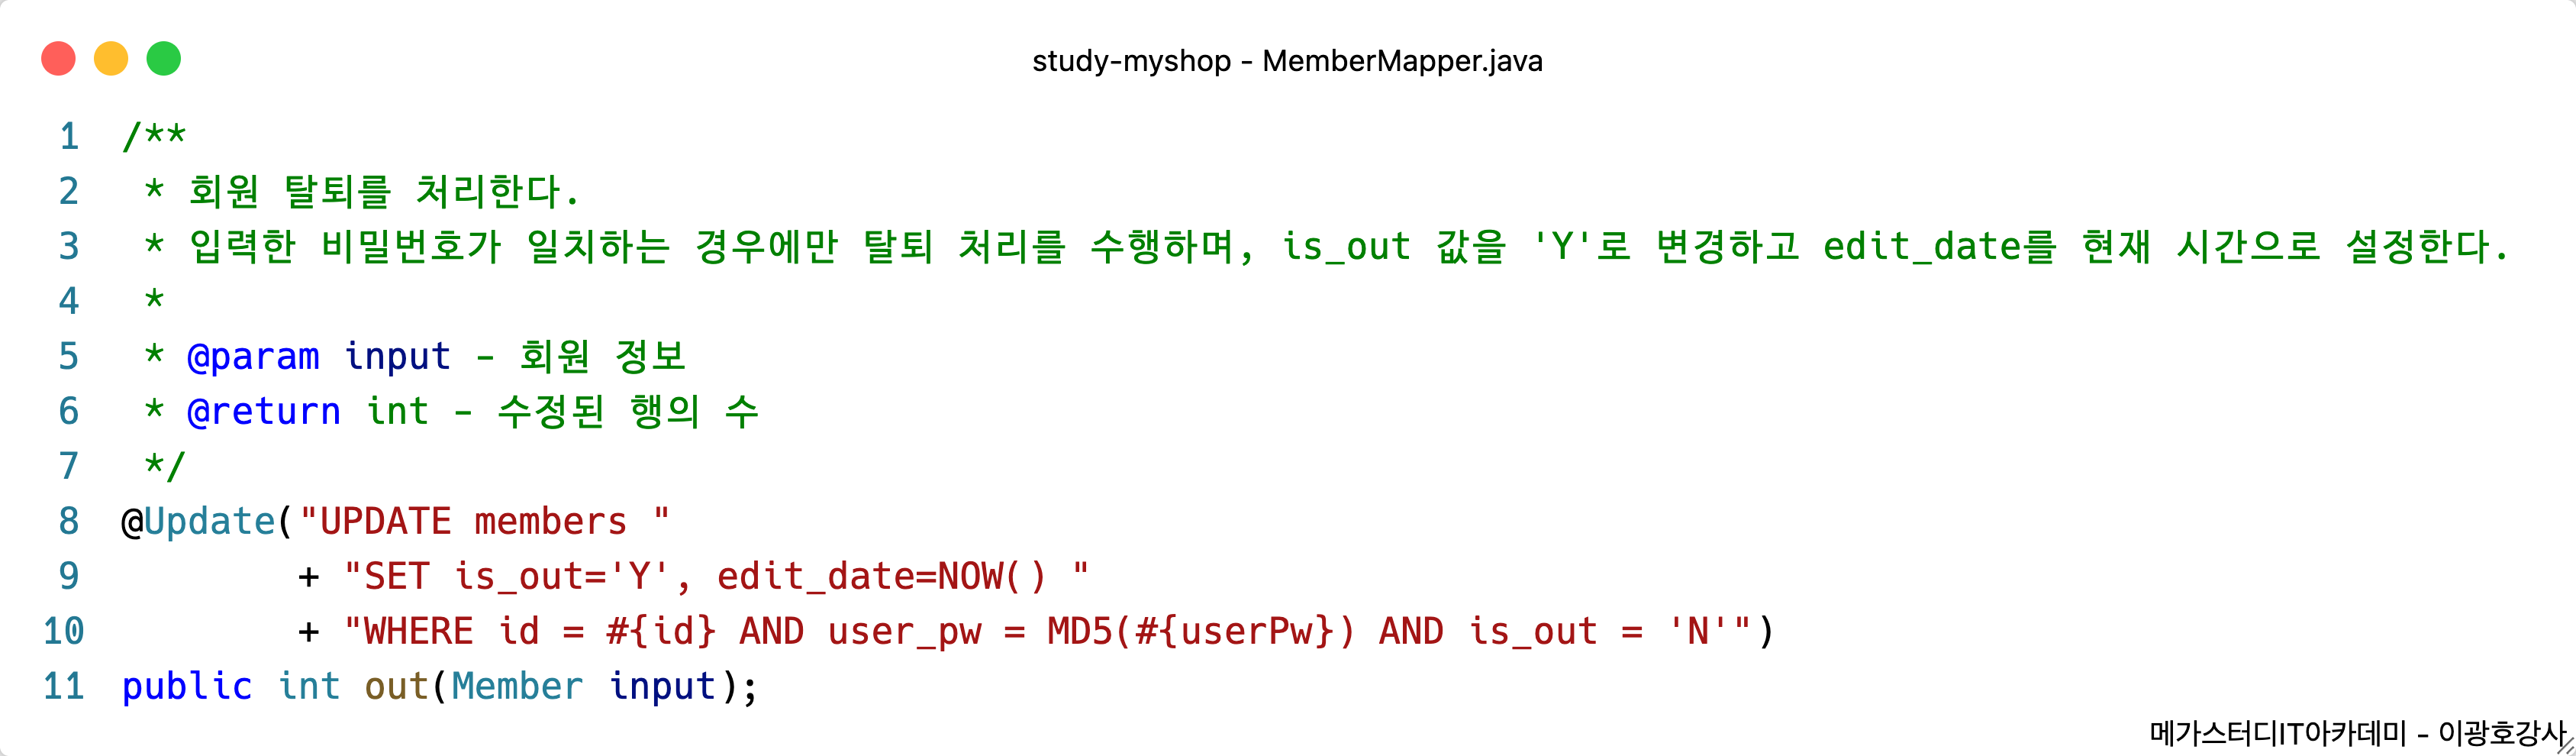 study-myshop - MemberMapper.java
1 /**
2  * 회원 탈퇴를 처리한다.
3  * 입력한 비밀번호가 일치하는 경우에만 탈퇴 처리를 수행하며, is_out 값을 'Y'로 변경하고 edit_date를 현재 시간으로 설정한다.
4  *
5  * @param input - 회원 정보
6  * @return int - 수정된 행의 수
7  */
8 @Update("UPDATE members "
9         + "SET is_out='Y', edit_date=NOW() "
10         + "WHERE id = #{id} AND user_pw = MD5(#{userPw}) AND is_out = 'N'")
11 public int out(Member input);
메가스터디IT아카데미 - 이광호강사